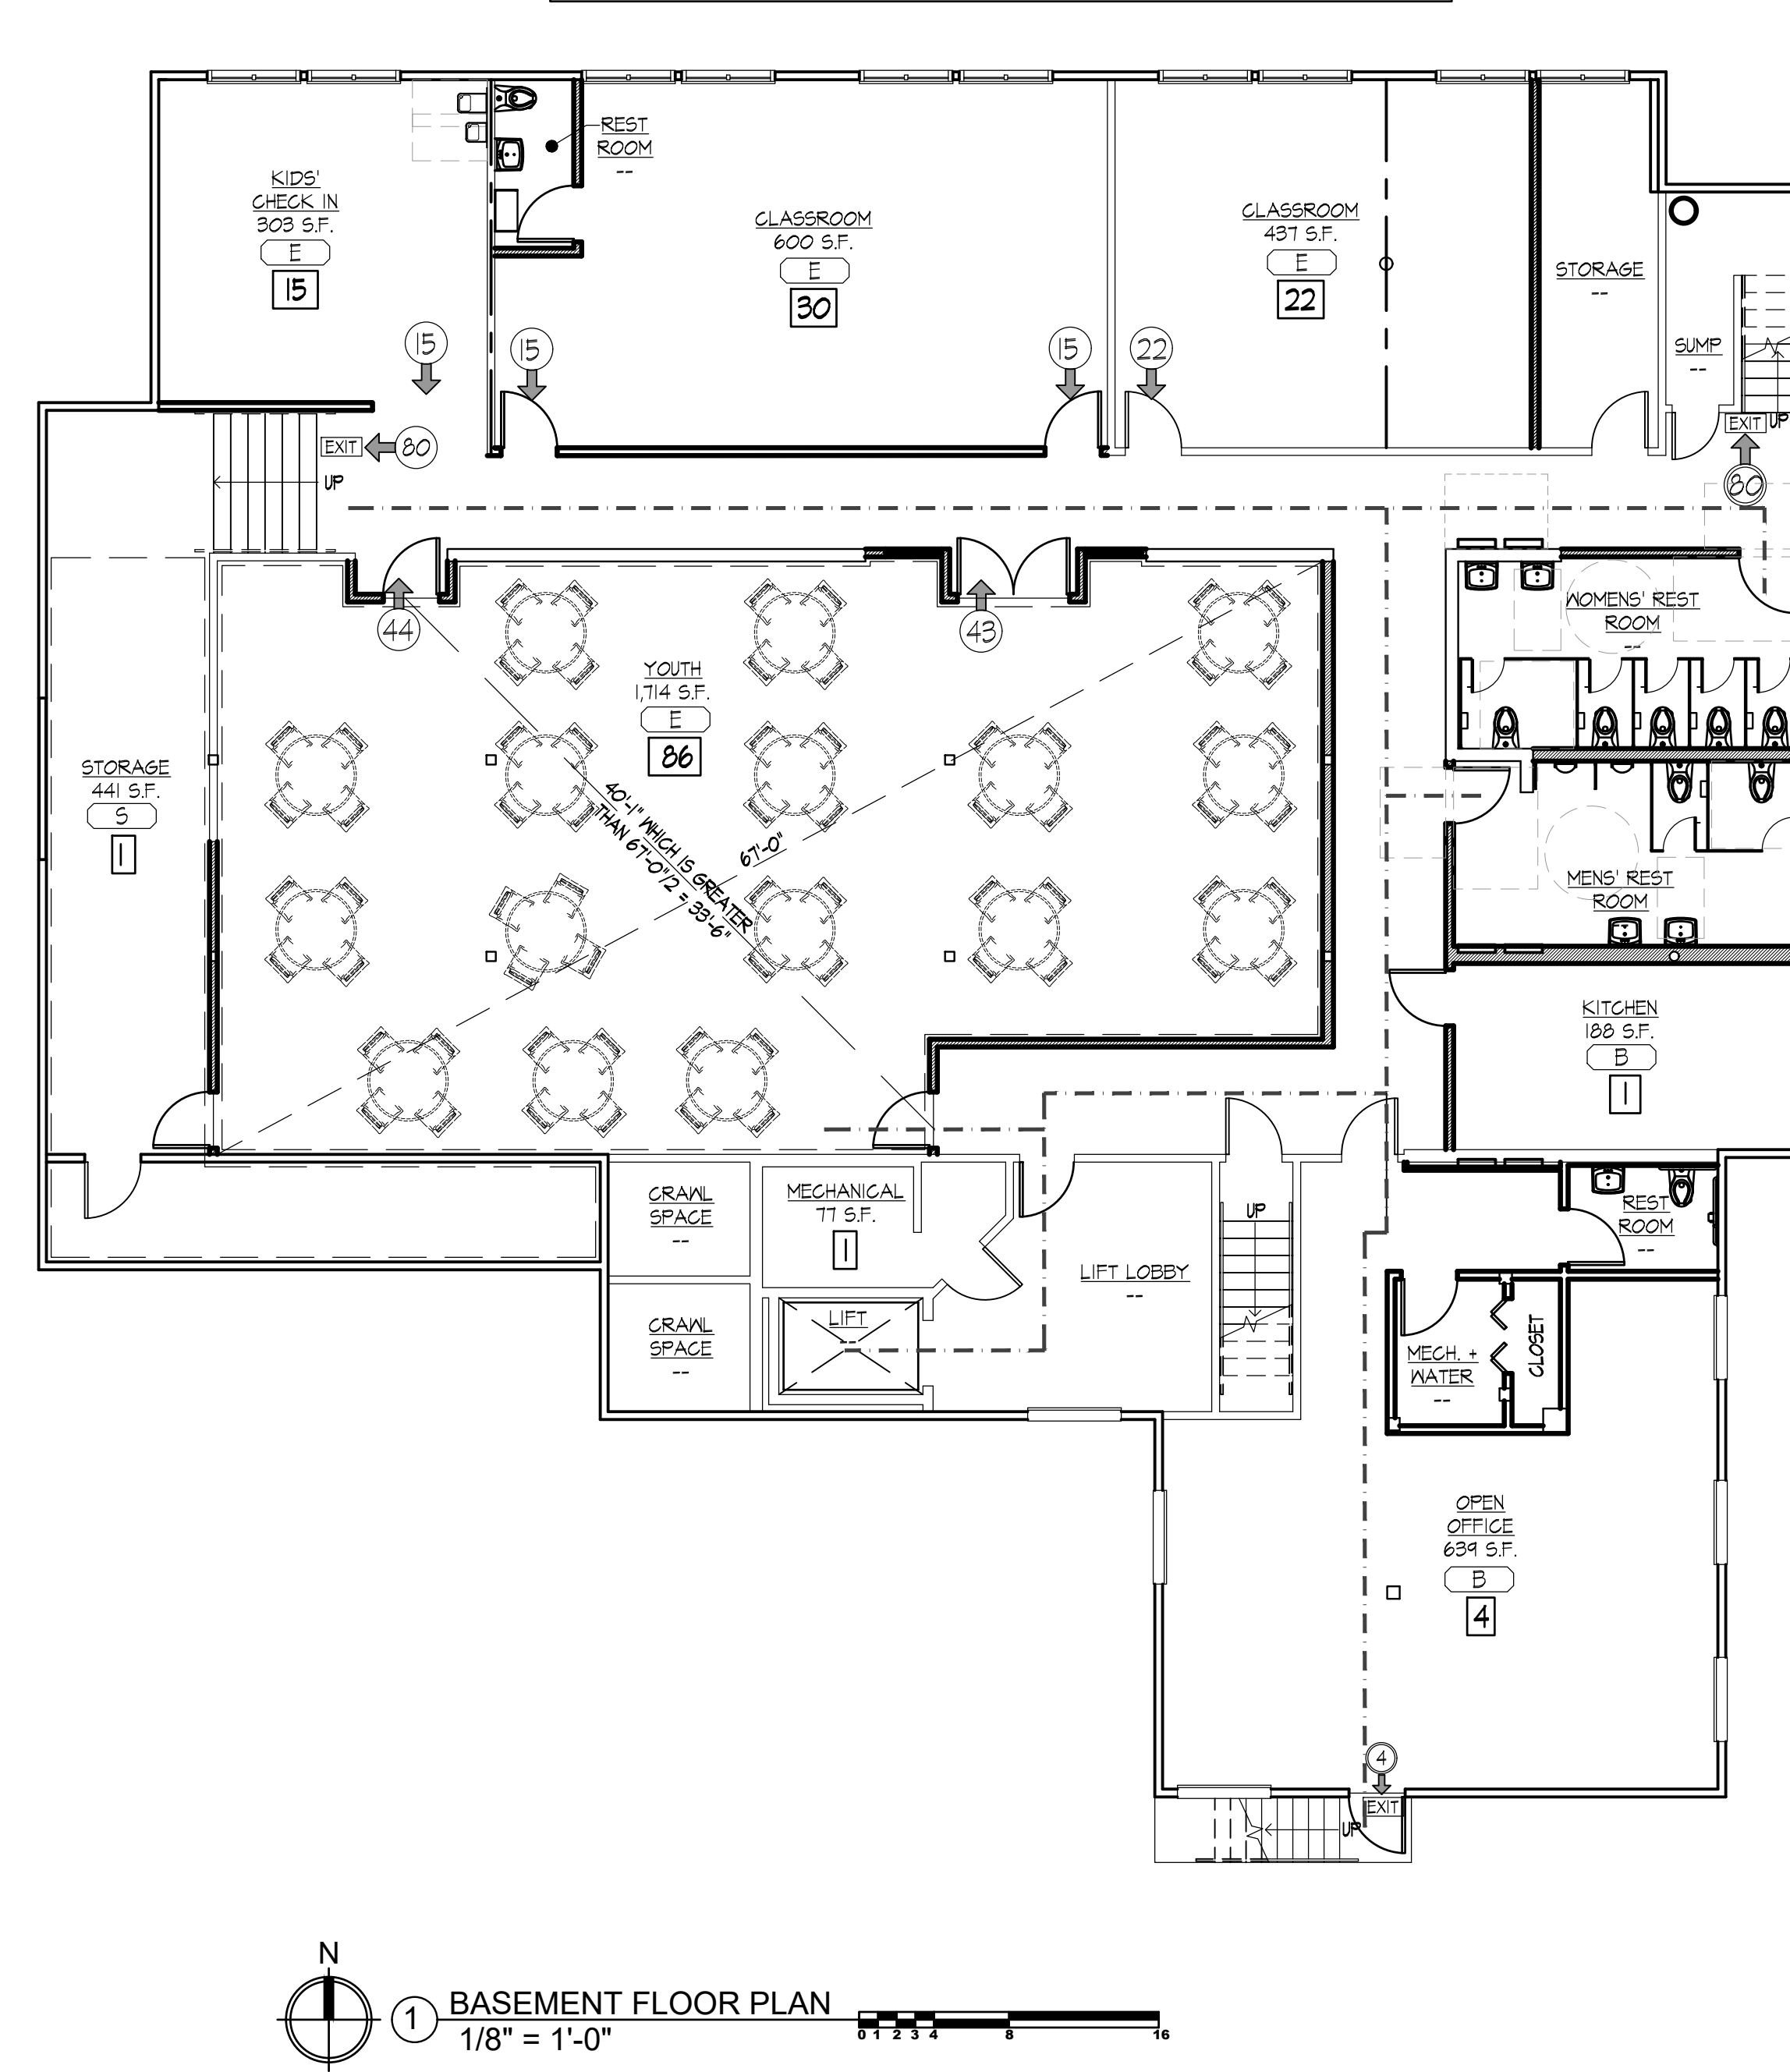 KIDS'
CHECK IN
303 S.F.
E
15
REST
ROOM
--
CLASSROOM
600 S.F.
E
30
CLASSROOM
437 S.F.
E
22
STORAGE
--
SUMP
--
15
15
15
22
EXIT
80
UP
EXIT
UP
80
44
43
YOUTH
1,714 S.F.
E
86
40'-1" WHICH IS GREATER
THAN 67'-0"/2 = 33'-6"
67'-0"
STORAGE
441 S.F.
S
1
WOMENS' REST
ROOM
--
MENS' REST
ROOM
KITCHEN
188 S.F.
B
1
CRAWL
SPACE
--
MECHANICAL
77 S.F.
1
UP
REST
ROOM
--
LIFT LOBBY
--
LIFT
--
CRAWL
SPACE
--
MECH. +
WATER
--
CLOSET
OPEN
OFFICE
639 S.F.
B
4
4
EXIT
UP
N
1
BASEMENT FLOOR PLAN
1/8" = 1'-0"
0 1 2 3 4 8 16